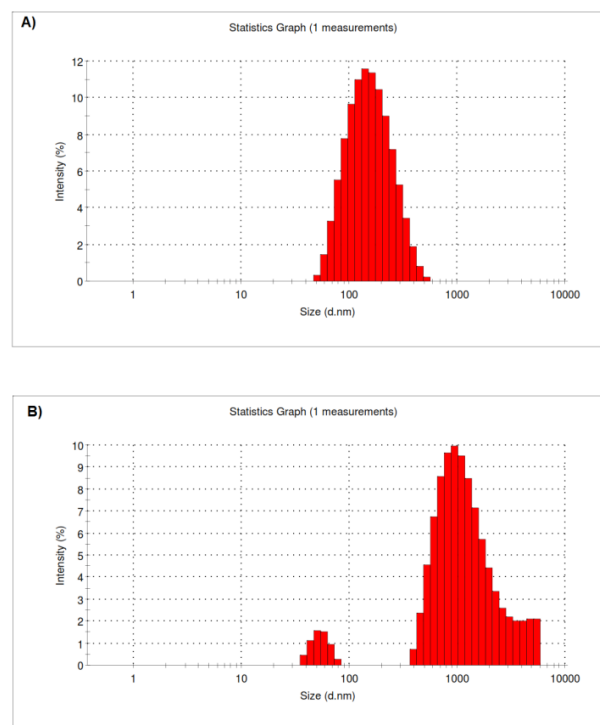 A)
Statistics Graph (1 measurements)
12
10
8
6
4
2
0
Intensity (%)
1 10 100 1000 10000
Size (d.nm)
B)
Statistics Graph (1 measurements)
10
9
8
7
6
5
4
3
2
1
0
Intensity (%)
1 10 100 1000 10000
Size (d.nm)